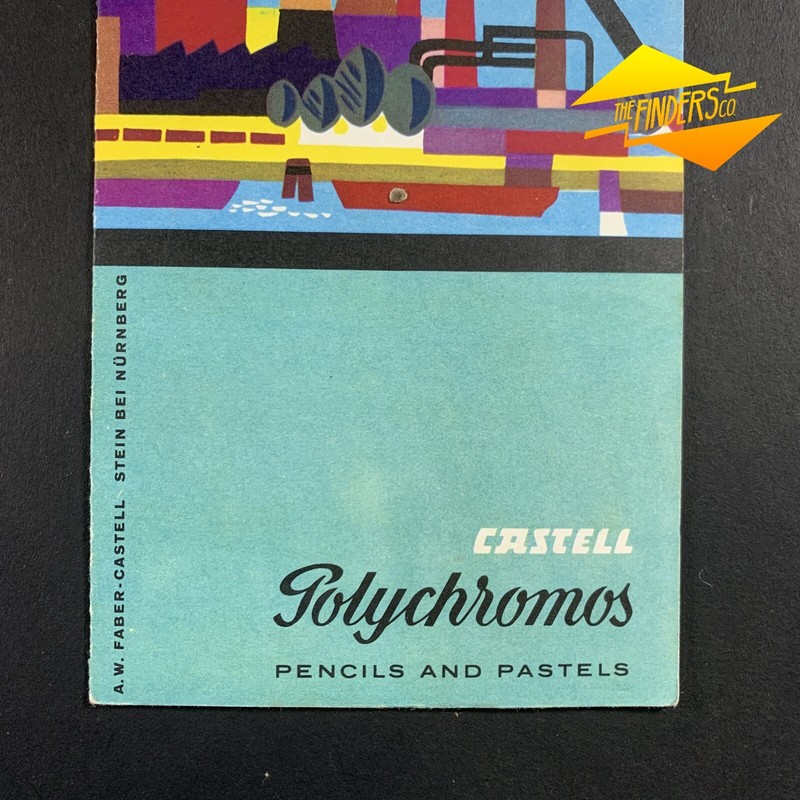 THE FINDERS CO.
A.W. FABER-CASTELL STEIN BEI NÜRNBERG
CASTELL
Polychromos
PENCILS AND PASTELS